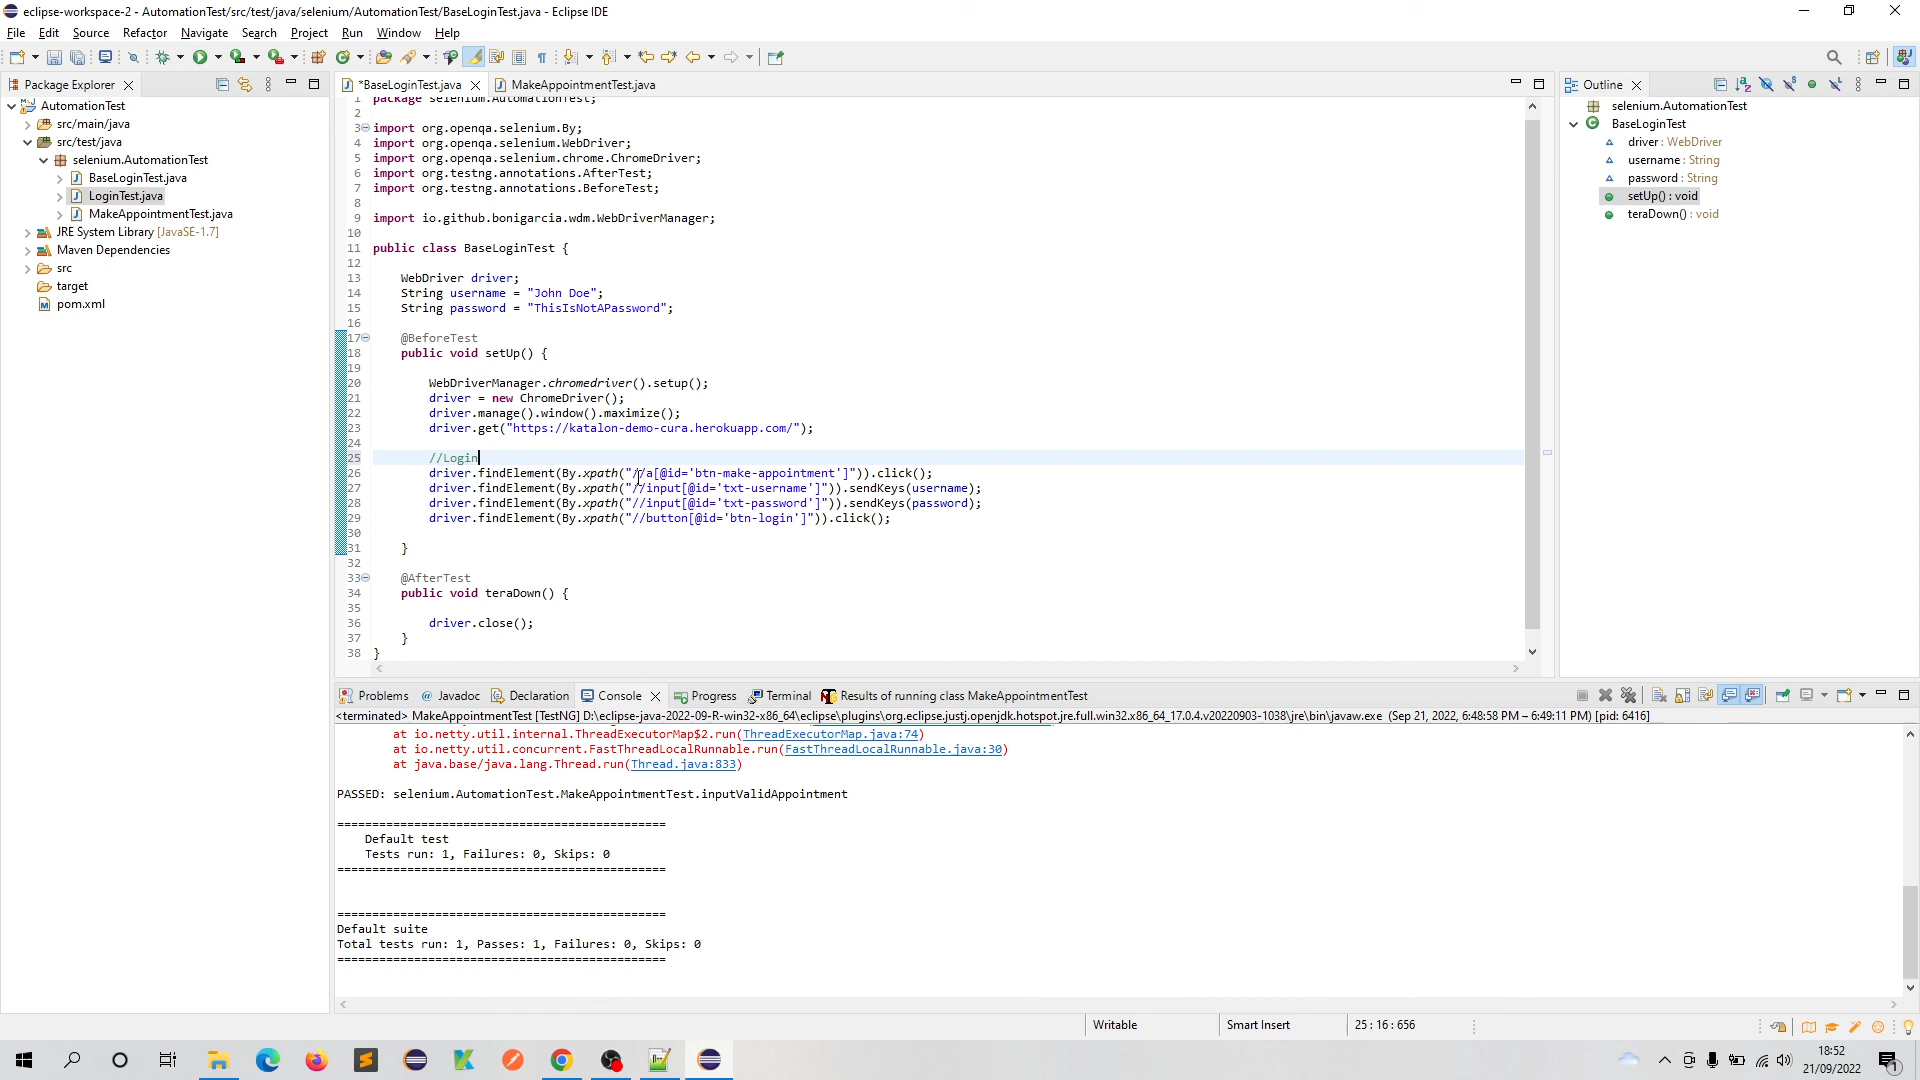 eclipse-workspace-2 - AutomationTest/src/test/java/selenium/AutomationTest/BaseLoginTest.java - Eclipse IDE
File Edit Source Refactor Navigate Search Project Run Window Help
Package Explorer
AutomationTest
src/main/java
src/test/java
selenium.AutomationTest
BaseLoginTest.java
LoginTest.java
MakeAppointmentTest.java
JRE System Library [JavaSE-1.7]
Maven Dependencies
src
target
pom.xml
*BaseLoginTest.java MakeAppointmentTest.java
1 package selenium.AutomationTest;
2
3 import org.openqa.selenium.By;
4 import org.openqa.selenium.WebDriver;
5 import org.openqa.selenium.chrome.ChromeDriver;
6 import org.testng.annotations.AfterTest;
7 import org.testng.annotations.BeforeTest;
8
9 import io.github.bonigarcia.wdm.WebDriverManager;
10
11 public class BaseLoginTest {
12
13 WebDriver driver;
14 String username = "John Doe";
15 String password = "ThisIsNotAPassword";
16
17 @BeforeTest
18 public void setUp() {
19
20 WebDriverManager.chromedriver().setup();
21 driver = new ChromeDriver();
22 driver.manage().window().maximize();
23 driver.get("https://katalon-demo-cura.herokuapp.com/");
24
25 //Login
26 driver.findElement(By.xpath("//a[@id='btn-make-appointment']")).click();
27 driver.findElement(By.xpath("//input[@id='txt-username']")).sendKeys(username);
28 driver.findElement(By.xpath("//input[@id='txt-password']")).sendKeys(password);
29 driver.findElement(By.xpath("//button[@id='btn-login']")).click();
30
31 }
32
33 @AfterTest
34 public void teraDown() {
35
36 driver.close();
37 }
38 }
Outline
selenium.AutomationTest
BaseLoginTest
driver : WebDriver
username : String
password : String
setUp() : void
teraDown() : void
Problems @ Javadoc Declaration Console Progress Terminal Results of running class MakeAppointmentTest
<terminated> MakeAppointmentTest [TestNG] D:\eclipse-java-2022-09-R-win32-x86_64\eclipse\plugins\org.eclipse.justj.openjdk.hotspot.jre.full.win32.x86_64_17.0.4.v20220903-1038\jre\bin\javaw.exe (Sep 21, 2022, 6:48:58 PM – 6:49:11 PM) [pid: 6416]
at io.netty.util.internal.ThreadExecutorMap$2.run(ThreadExecutorMap.java:74)
at io.netty.util.concurrent.FastThreadLocalRunnable.run(FastThreadLocalRunnable.java:30)
at java.base/java.lang.Thread.run(Thread.java:833)
PASSED: selenium.AutomationTest.MakeAppointmentTest.inputValidAppointment
===============================================
Default test
Tests run: 1, Failures: 0, Skips: 0
===============================================
===============================================
Default suite
Total tests run: 1, Passes: 1, Failures: 0, Skips: 0
===============================================
Writable Smart Insert 25 : 16 : 656
18:52
21/09/2022
1